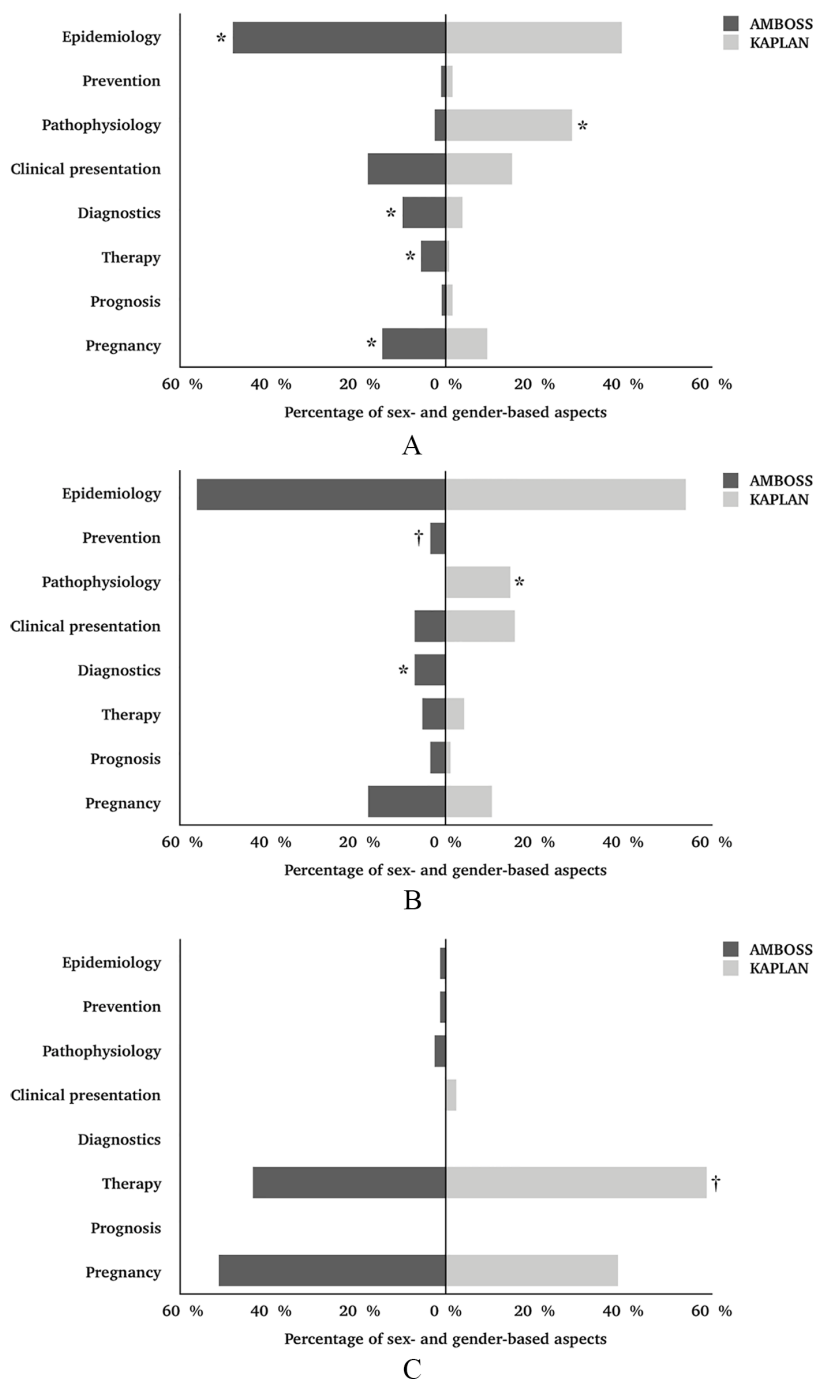 AMBOSS
KAPLAN
Epidemiology
*
Prevention
Pathophysiology
*
Clinical presentation
Diagnostics
*
Therapy
*
Prognosis
Pregnancy
*
60 % 40 % 20 % 0 % 20 % 40 % 60 %
Percentage of sex- and gender-based aspects
A
AMBOSS
KAPLAN
Epidemiology
Prevention
†
Pathophysiology
*
Clinical presentation
Diagnostics
*
Therapy
Prognosis
Pregnancy
60 % 40 % 20 % 0 % 20 % 40 % 60 %
Percentage of sex- and gender-based aspects
B
AMBOSS
KAPLAN
Epidemiology
Prevention
Pathophysiology
Clinical presentation
Diagnostics
Therapy
†
Prognosis
Pregnancy
60 % 40 % 20 % 0 % 20 % 40 % 60 %
Percentage of sex- and gender-based aspects
C